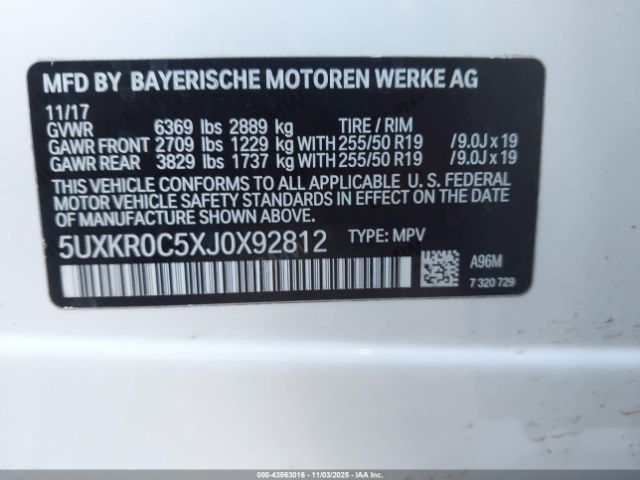 MFD BY BAYERISCHE MOTOREN WERKE AG
11/17
GVWR 6369 lbs 2889 kg TIRE / RIM
GAWR FRONT 2709 lbs 1229 kg WITH 255/50 R19 /9.0J x 19
GAWR REAR 3829 lbs 1737 kg WITH 255/50 R19 /9.0J x 19
THIS VEHICLE CONFORMS TO ALL APPLICABLE U. S. FEDERAL
MOTOR VEHICLE SAFETY STANDARDS IN EFFECT ON THE DATE
OF MANUFACTURE SHOWN ABOVE.
5UXKR0C5XJ0X92812 TYPE: MPV
A96M
7 320 729
000-43563016 - 11/03/2025 - IAAI.CA